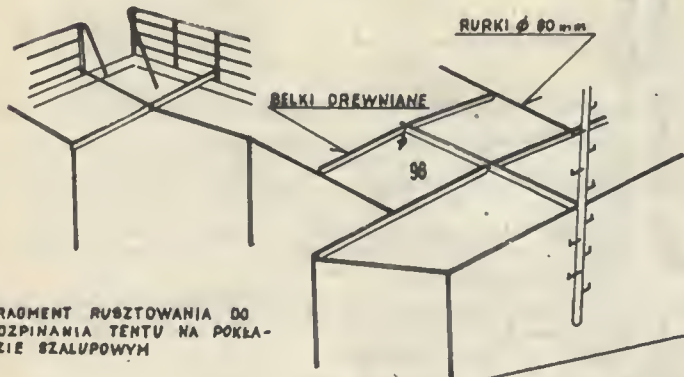 RURKI ϕ 80 mm
BELKI DREWNIANE
98
RAGMENT RUSZTOWANIA DO
OZPINANIA TENTU NA POKŁA-
ZIE SZALUPOWYM